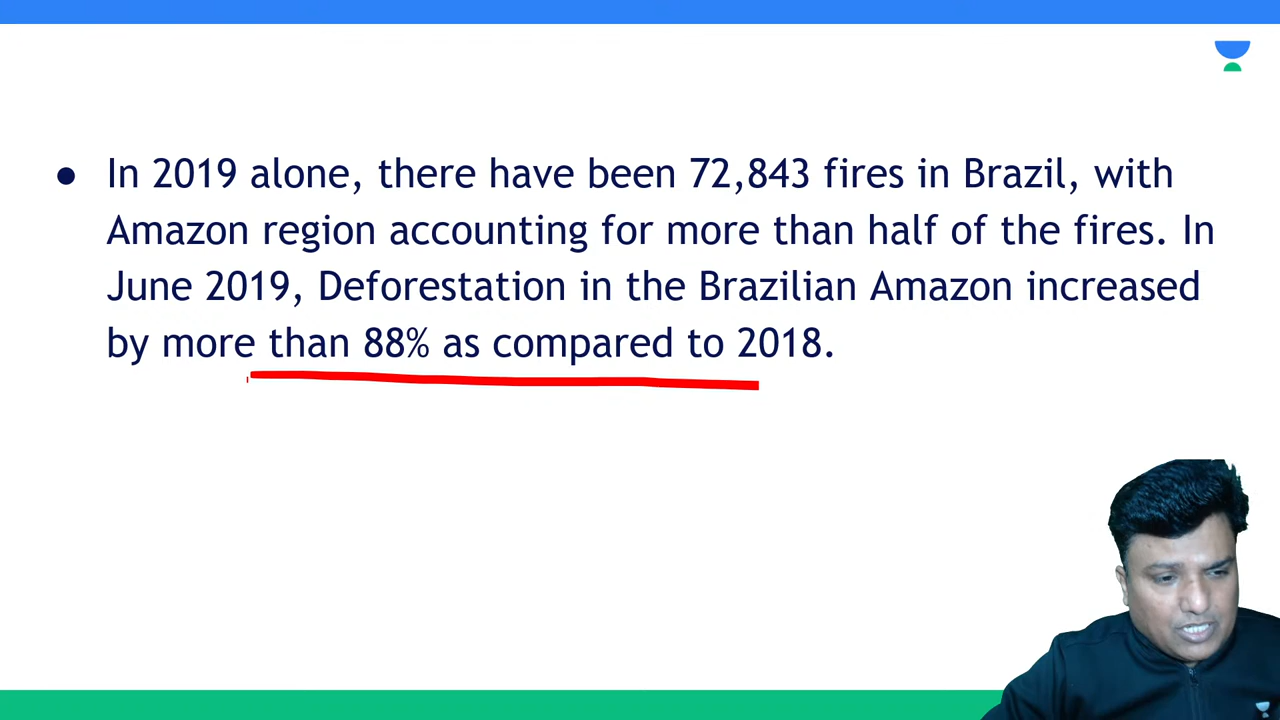 ● In 2019 alone, there have been 72,843 fires in Brazil, with
Amazon region accounting for more than half of the fires. In
June 2019, Deforestation in the Brazilian Amazon increased
by more than 88% as compared to 2018.